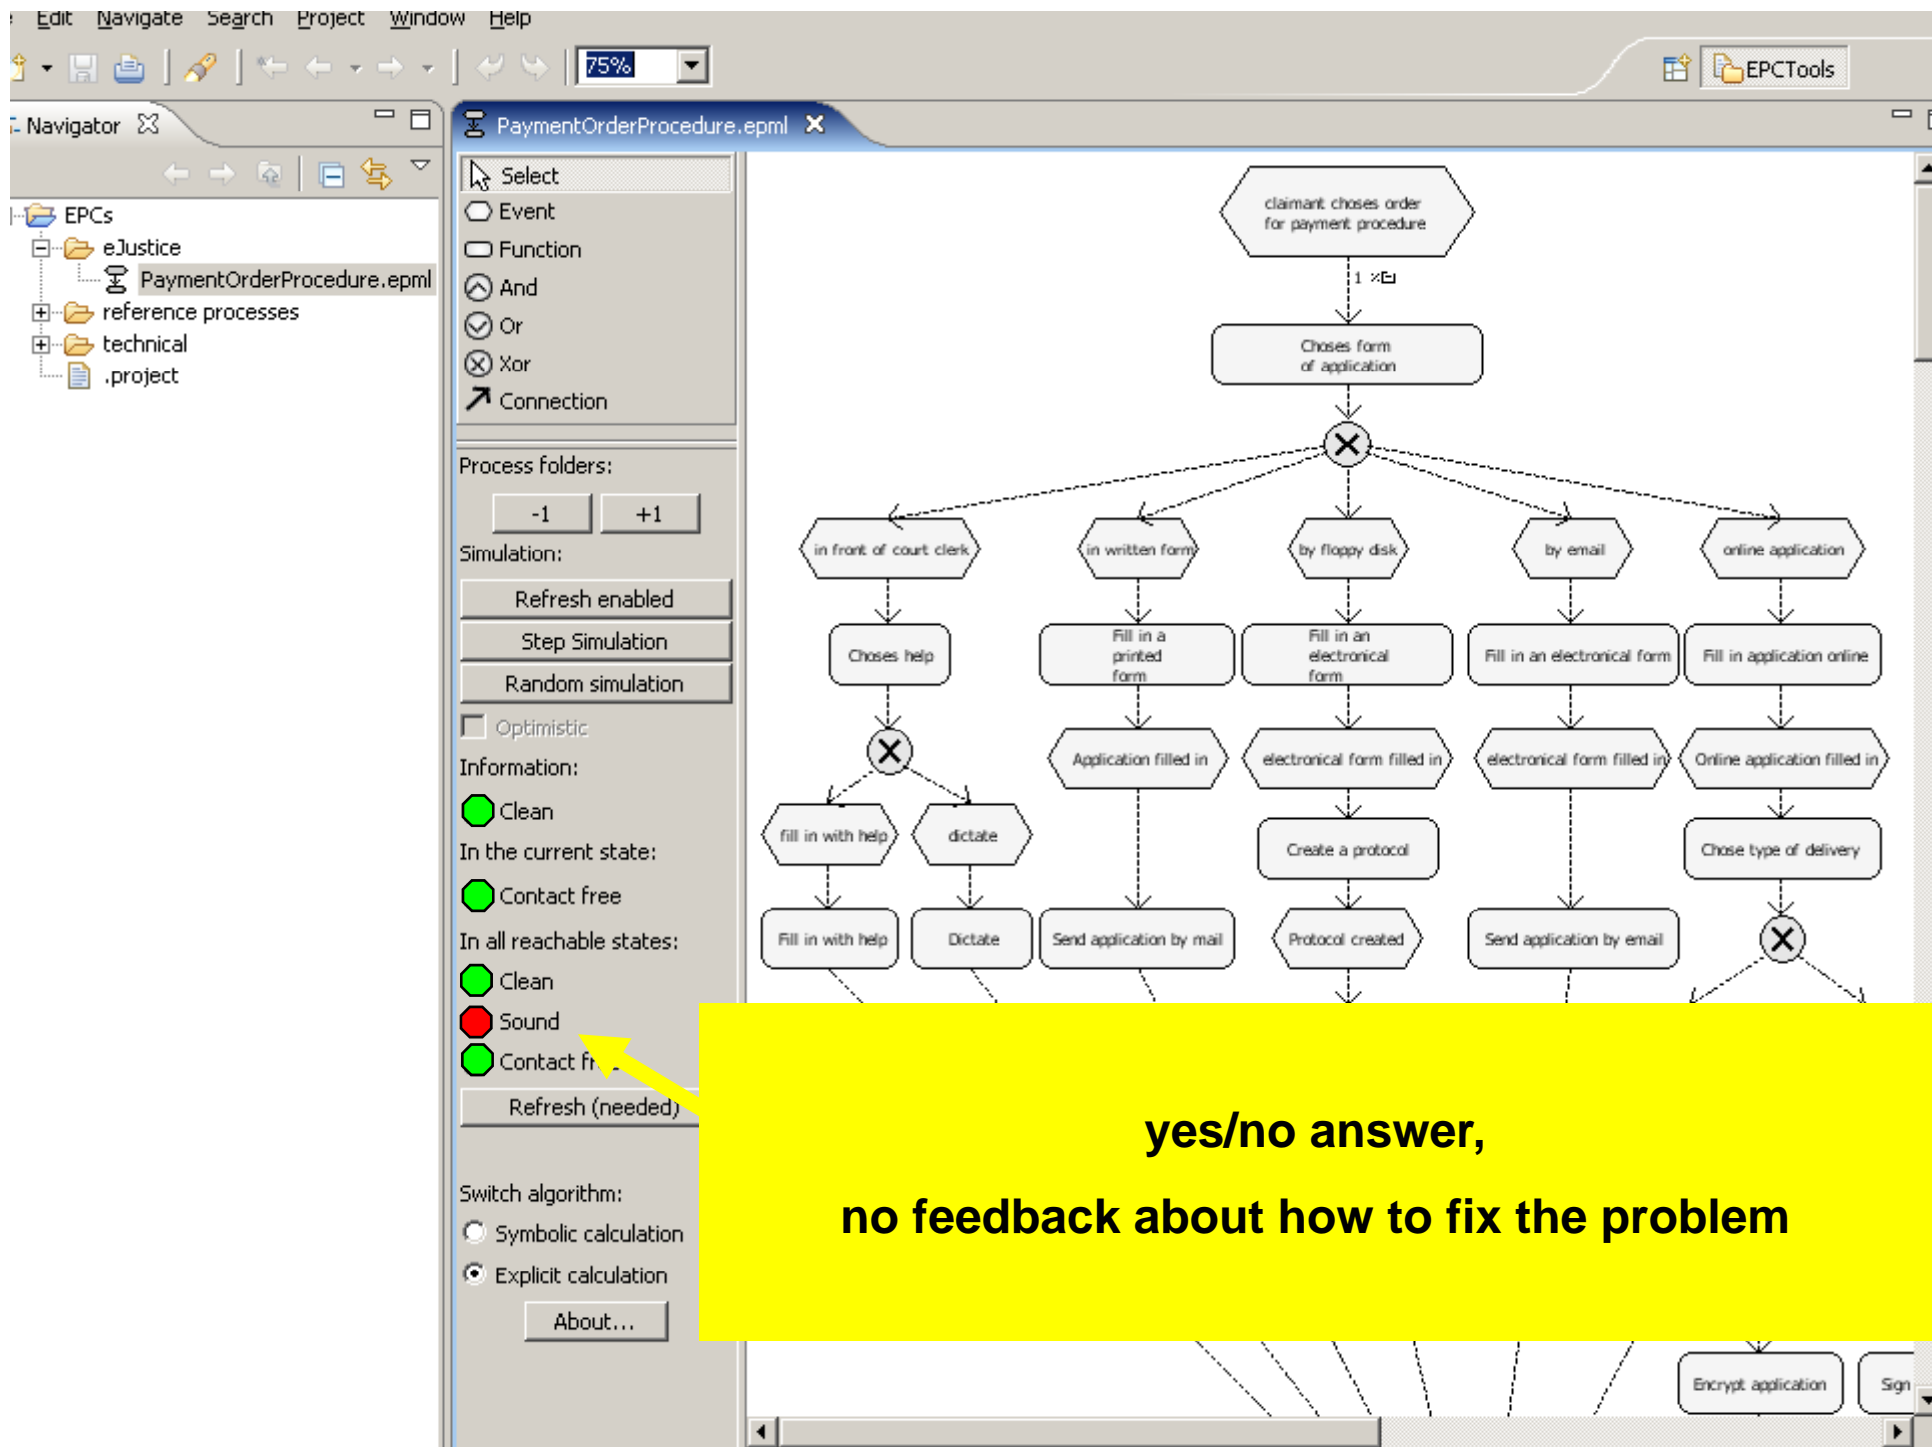 Edit Navigate Search Project Window Help
75%
EPCTools
Navigator
PaymentOrderProcedure.epml
EPCs
eJustice
PaymentOrderProcedure.epml
reference processes
technical
.project
Select
Event
Function
And
Or
Xor
Connection
Process folders:
-1 +1
Simulation:
Refresh enabled
Step Simulation
Random simulation
Optimistic
Information:
Clean
In the current state:
Contact free
In all reachable states:
Clean
Sound
Contact
Refresh (needed)
Switch algorithm:
Symbolic calculation
Explicit calculation
About...
claimant choses order
for payment procedure
1
Choses form
of application
in front of court clerk
in written form
by floppy disk
by email
online application
Choses help
Fill in a
printed
form
Fill in an
electronical
form
Fill in an electronical form
Fill in application online
Application filled in
electronical form filled in
electronical form filled in
Online application filled in
fill in with help
dictate
Create a protocol
Chose type of delivery
Fill in with help
Dictate
Send application by mail
Protocol created
Send application by email
yes/no answer,
no feedback about how to fix the problem
Encrypt application
Sign